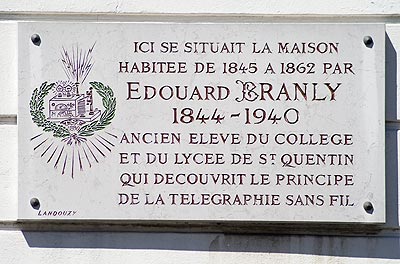 ICI SE SITUAIT LA MAISON
HABITEE DE 1845 A 1862 PAR
EDOUARD BRANLY
1844-1940
ANCIEN ELEVE DU COLLEGE
ET DU LYCEE DE ST QUENTIN
QUI DECOUVRIT LE PRINCIPE
DE LA TELEGRAPHIE SANS FIL
LANDOUZY